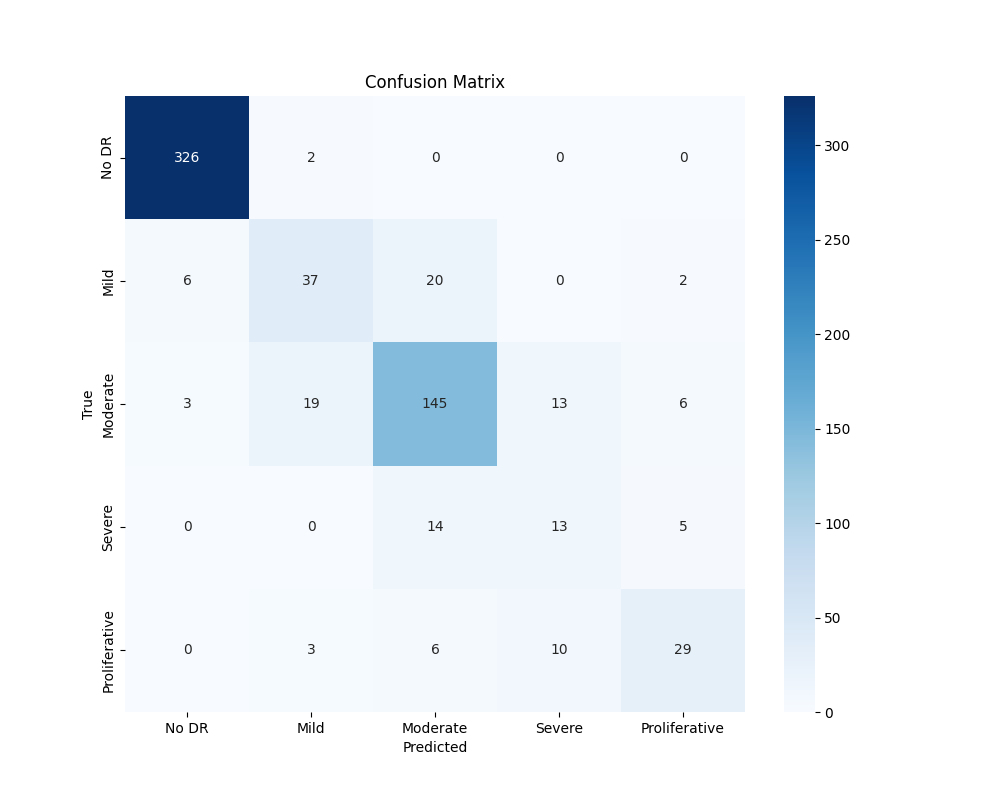 Confusion Matrix
No DR 326 2 0 0 0
Mild 6 37 20 0 2
Moderate 3 19 145 13 6
Severe 0 0 14 13 5
Proliferative 0 3 6 10 29
True
No DR Mild Moderate Severe Proliferative
Predicted
300
250
200
150
100
50
0